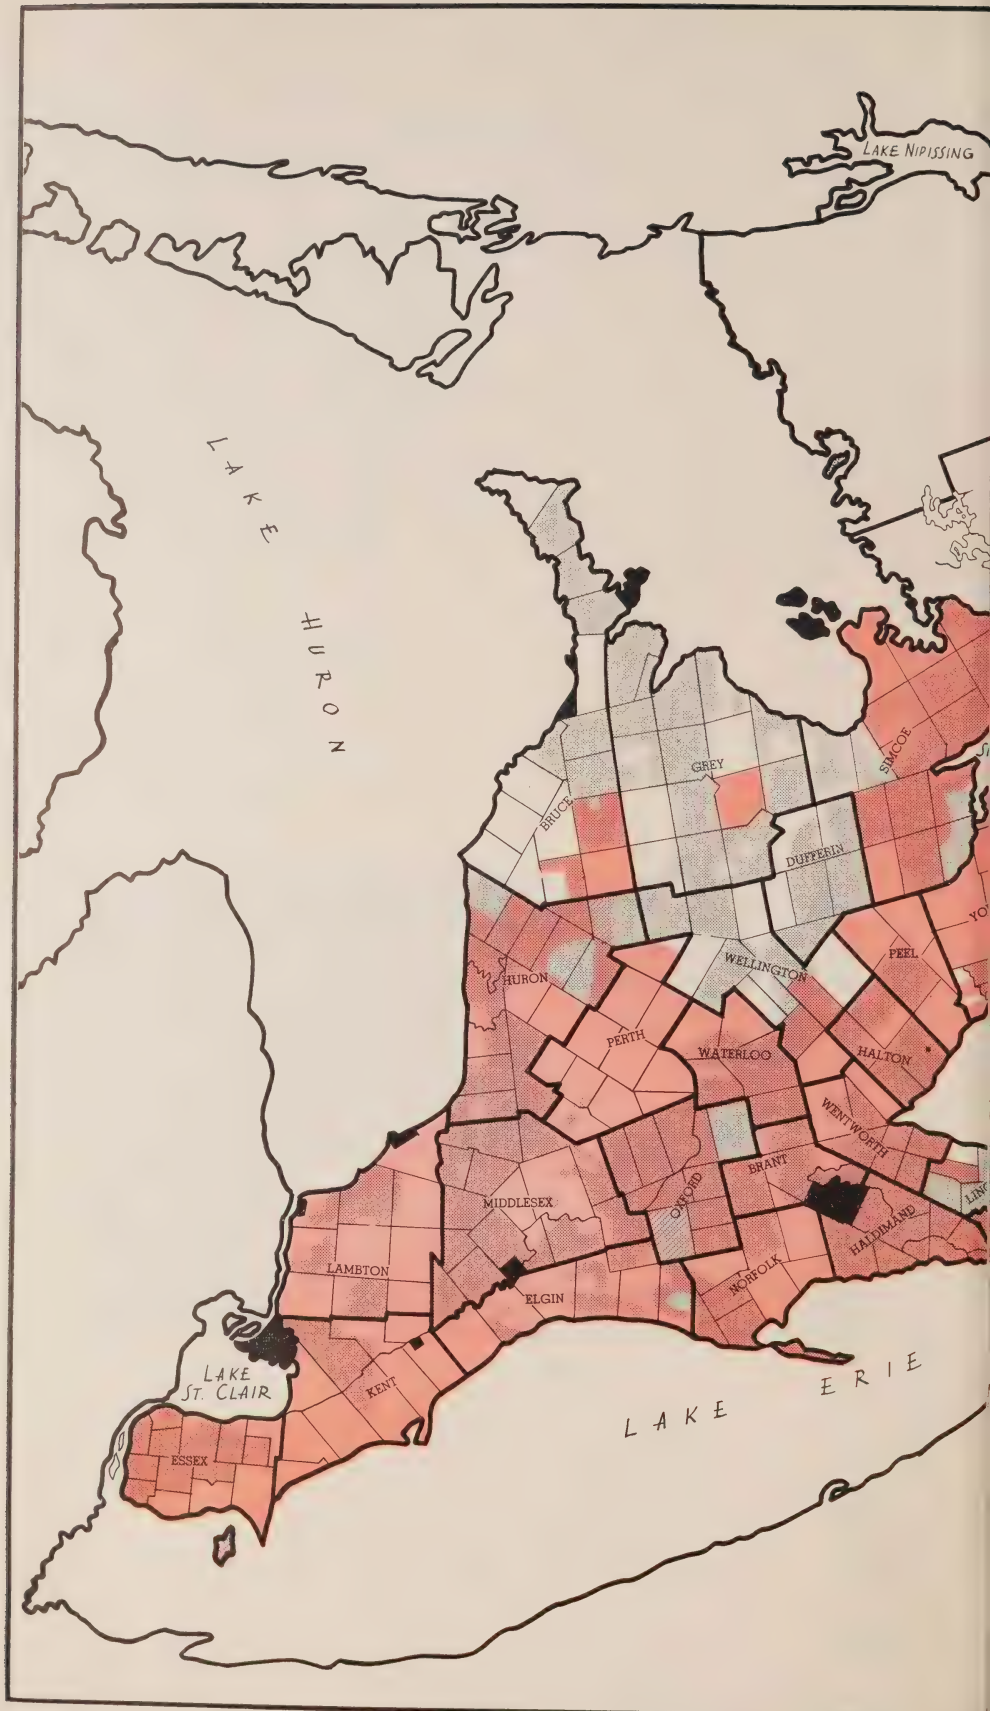 LAKE NIPISSING
LAKE
HURON
SIMCOE
GREY
BRUCE
DUFFERIN
PEEL
WELLINGTON
HURON
PERTH
WATERLOO
HALTON
WENTWORTH
BRANT
OXFORD
MIDDLESEX
HALDIMAND
LAMBTON
NORFOLK
ELGIN
LAKE
ST. CLAIR
KENT
LAKE ERIE
ESSEX